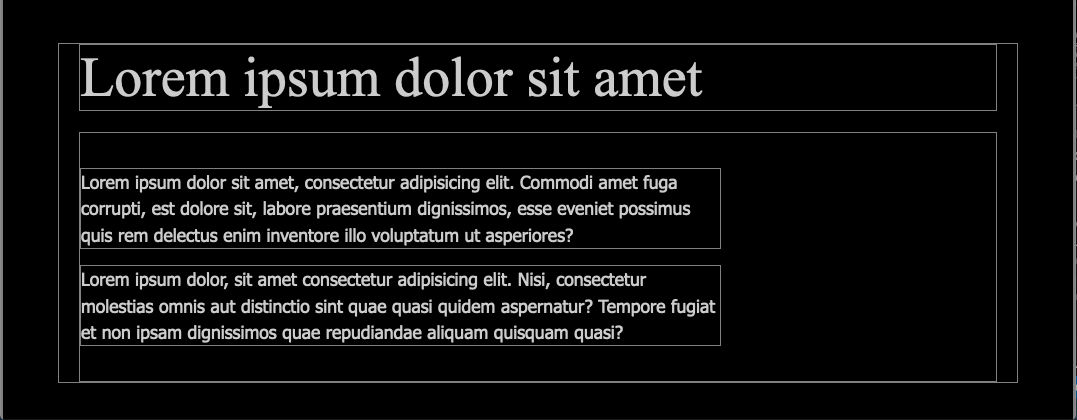 Lorem ipsum dolor sit amet
Lorem ipsum dolor sit amet, consectetur adipisicing elit. Commodi amet fuga
corrupti, est dolore sit, labore praesentium dignissimos, esse eveniet possimus
quis rem delectus enim inventore illo voluptatum ut asperiores?
Lorem ipsum dolor, sit amet consectetur adipisicing elit. Nisi, consectetur
molestias omnis aut distinctio sint quae quasi quidem aspernatur? Tempore fugiat
et non ipsam dignissimos quae repudiandae aliquam quisquam quasi?